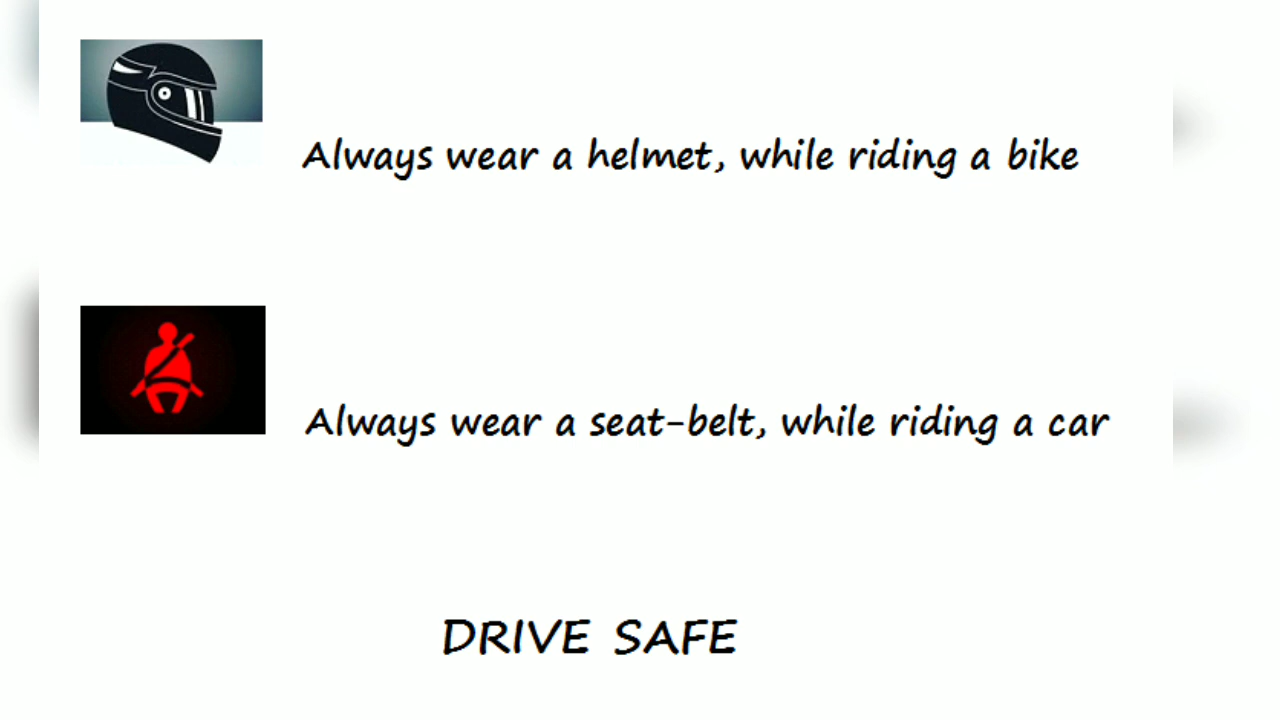 Always wear a helmet, while riding a bike
Always wear a seat-belt, while riding a car
DRIVE SAFE